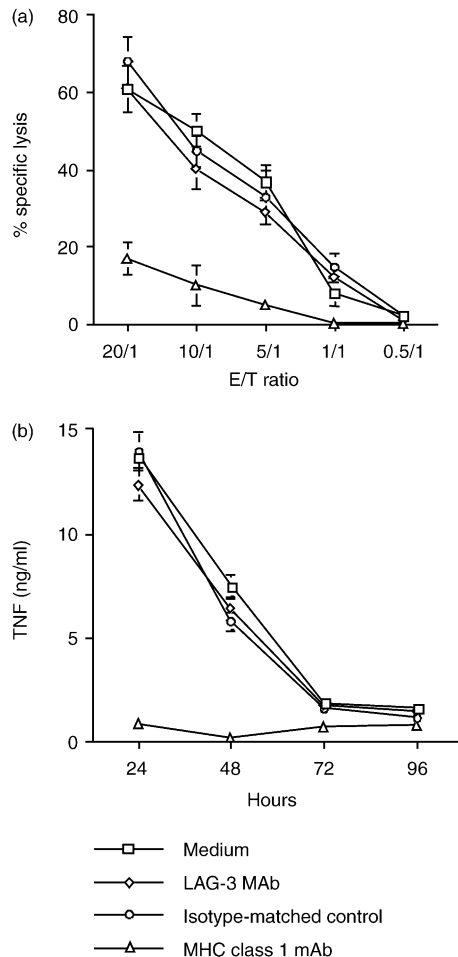 (a)
80
60
40
20
0
% specific lysis
20/1 10/1 5/1 1/1 0.5/1
E/T ratio
(b)
15
10
5
0
TNF (ng/ml)
24 48 72 96
Hours
Medium
LAG-3 MAb
Isotype-matched control
MHC class 1 mAb